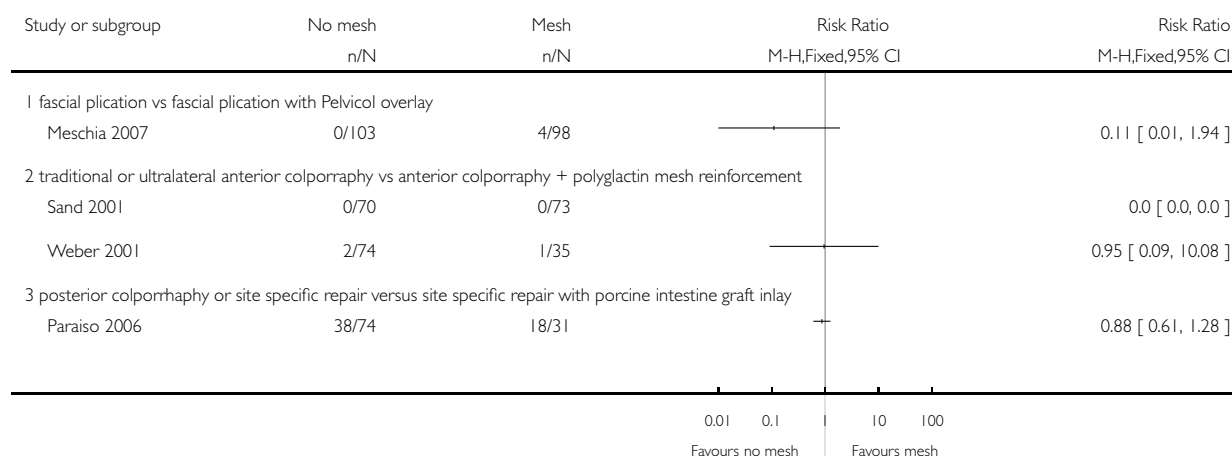 Study or subgroup No mesh Mesh Risk Ratio Risk Ratio
n/N n/N M-H,Fixed,95% CI M-H,Fixed,95% CI
1 fascial plication vs fascial plication with Pelvicol overlay
Meschia 2007 0/103 4/98 0.11 [ 0.01, 1.94 ]
2 traditional or ultralateral anterior colporraphy vs anterior colporraphy + polyglactin mesh reinforcement
Sand 2001 0/70 0/73 0.0 [ 0.0, 0.0 ]
Weber 2001 2/74 1/35 0.95 [ 0.09, 10.08 ]
3 posterior colporrhaphy or site specific repair versus site specific repair with porcine intestine graft inlay
Paraiso 2006 38/74 18/31 0.88 [ 0.61, 1.28 ]
0.01 0.1 1 10 100
Favours no mesh Favours mesh